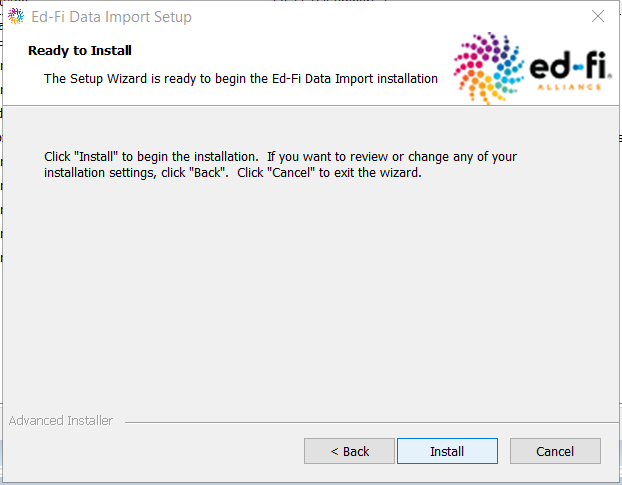 Ed-Fi Data Import Setup
Ready to Install
The Setup Wizard is ready to begin the Ed-Fi Data Import installation
ed-fi
ALLIANCE
Click "Install" to begin the installation.  If you want to review or change any of your
installation settings, click "Back".  Click "Cancel" to exit the wizard.
Advanced Installer
< Back
Install
Cancel